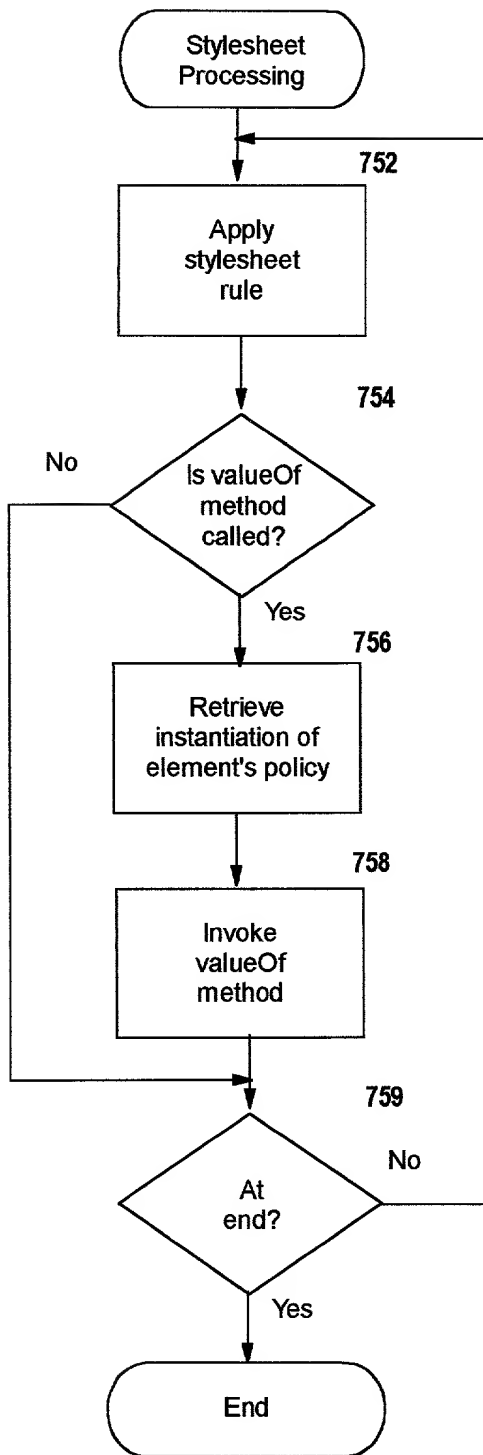 Stylesheet
Processing
752
Apply
stylesheet
rule
754
No
Is valueOf
method
called?
Yes
756
Retrieve
instantiation of
element's policy
758
Invoke
valueOf
method
759
No
At
end?
Yes
End